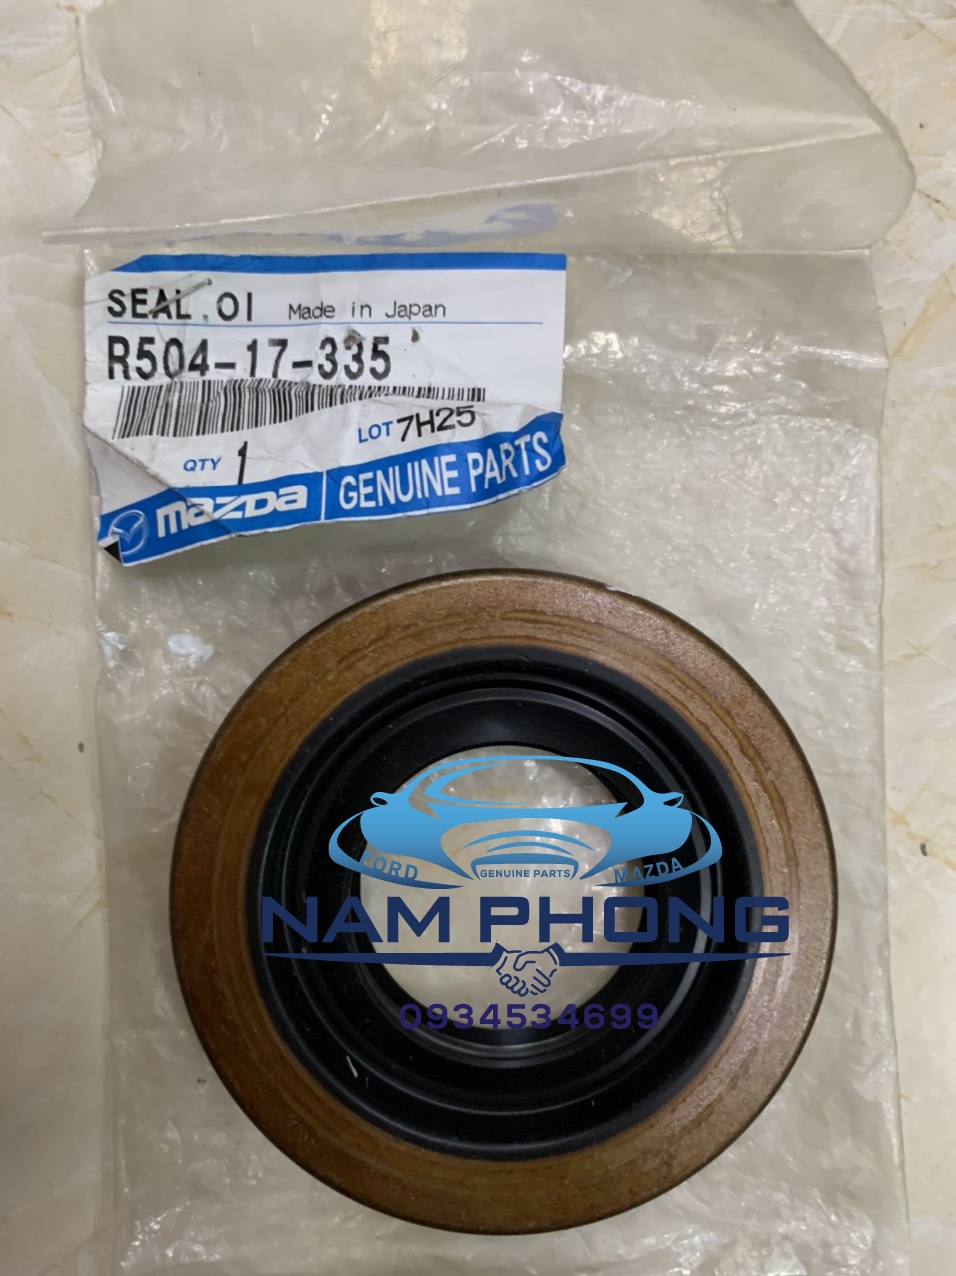 SEAL,OI Made in Japan
R504-17-335
LOT 7H25
QTY 1
mazda GENUINE PARTS
FORD GENUINE PARTS MAZDA
NAM PHONG
0934534699